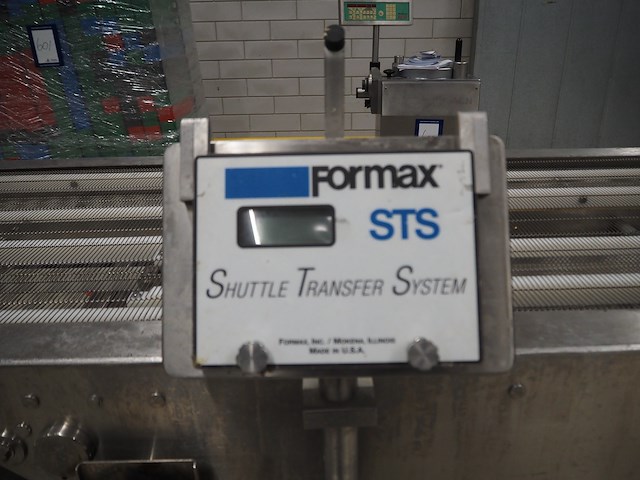 Formax
STS
Shuttle Transfer System
Formax, Inc. / Mokena, Illinois
Made in U.S.A.